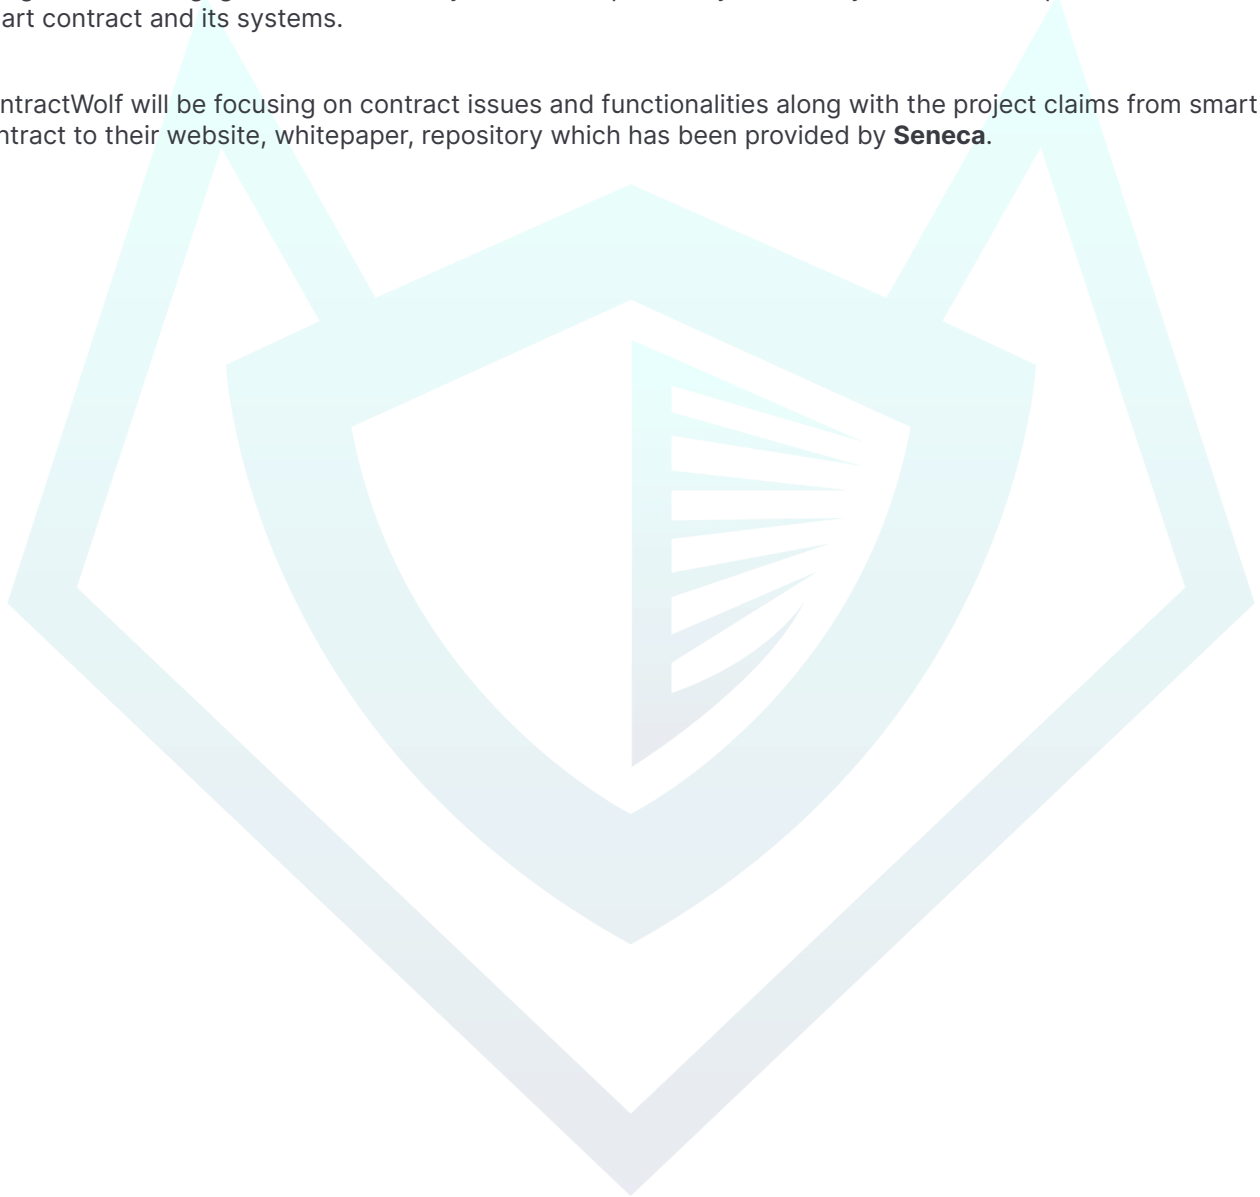 art contract and its systems.
ntractWolf will be focusing on contract issues and functionalities along with the project claims from smart
ntract to their website, whitepaper, repository which has been provided by Seneca.